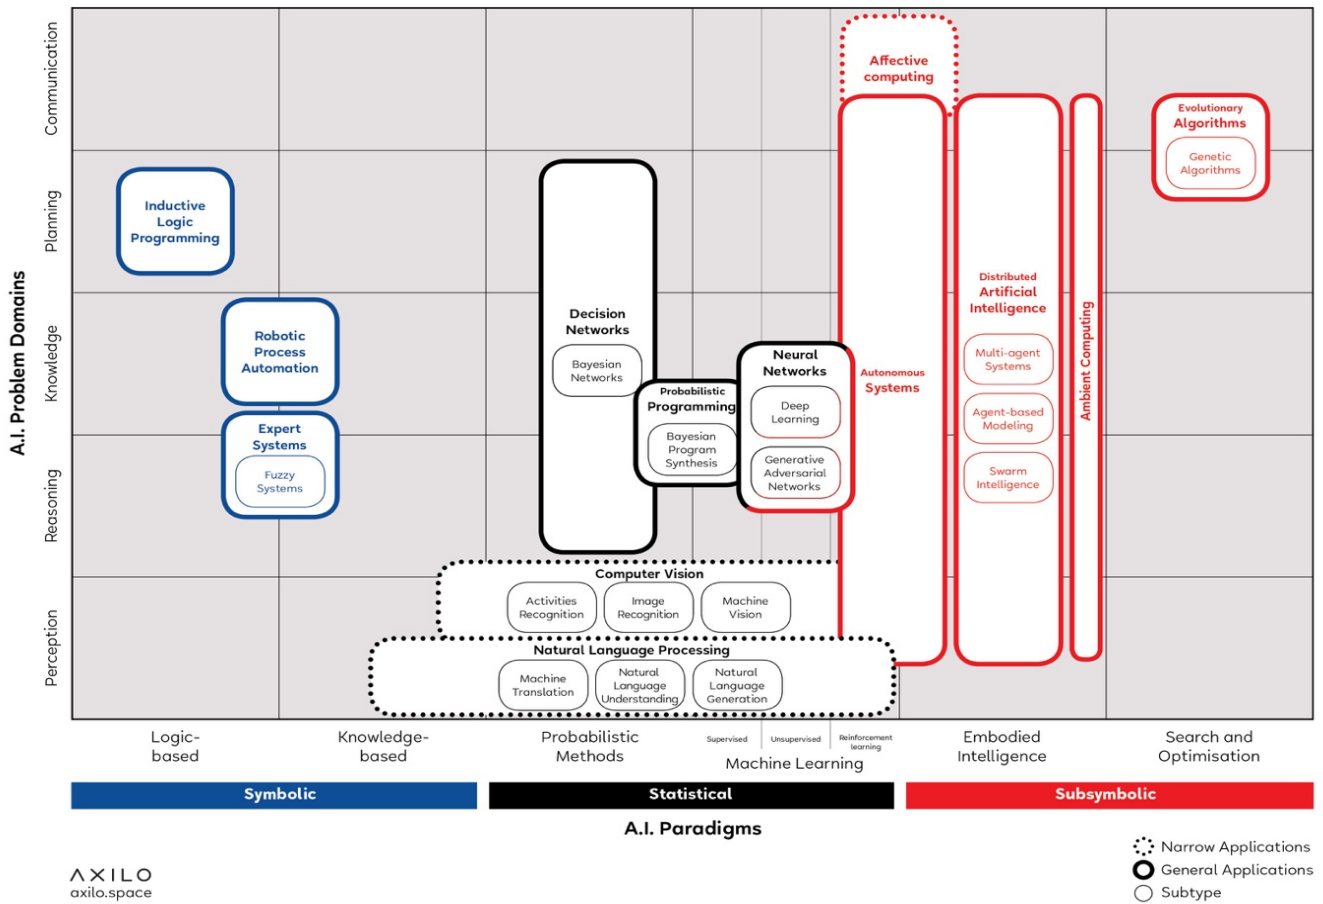 Communication
Planning
Knowledge
Reasoning
Perception
A.I. Problem Domains
Affective
computing
Evolutionary
Algorithms
Genetic
Algorithms
Inductive
Logic
Programming
Robotic
Process
Automation
Expert
Systems
Fuzzy
Systems
Decision
Networks
Bayesian
Networks
Probabilistic
Programming
Bayesian
Program
Synthesis
Neural
Networks
Deep
Learning
Generative
Adversarial
Networks
Autonomous
Systems
Distributed
Artificial
Intelligence
Multi-agent
Systems
Agent-based
Modeling
Swarm
Intelligence
Ambient Computing
Computer Vision
Activities
Recognition
Image
Recognition
Machine
Vision
Natural Language Processing
Machine
Translation
Natural
Language
Understanding
Natural
Language
Generation
Logic-
based
Knowledge-
based
Probabilistic
Methods
Supervised
Unsupervised
Reinforcement
learning
Machine Learning
Embodied
Intelligence
Search and
Optimisation
Symbolic
Statistical
Subsymbolic
A.I. Paradigms
Narrow Applications
General Applications
Subtype
AXILO
axilo.space